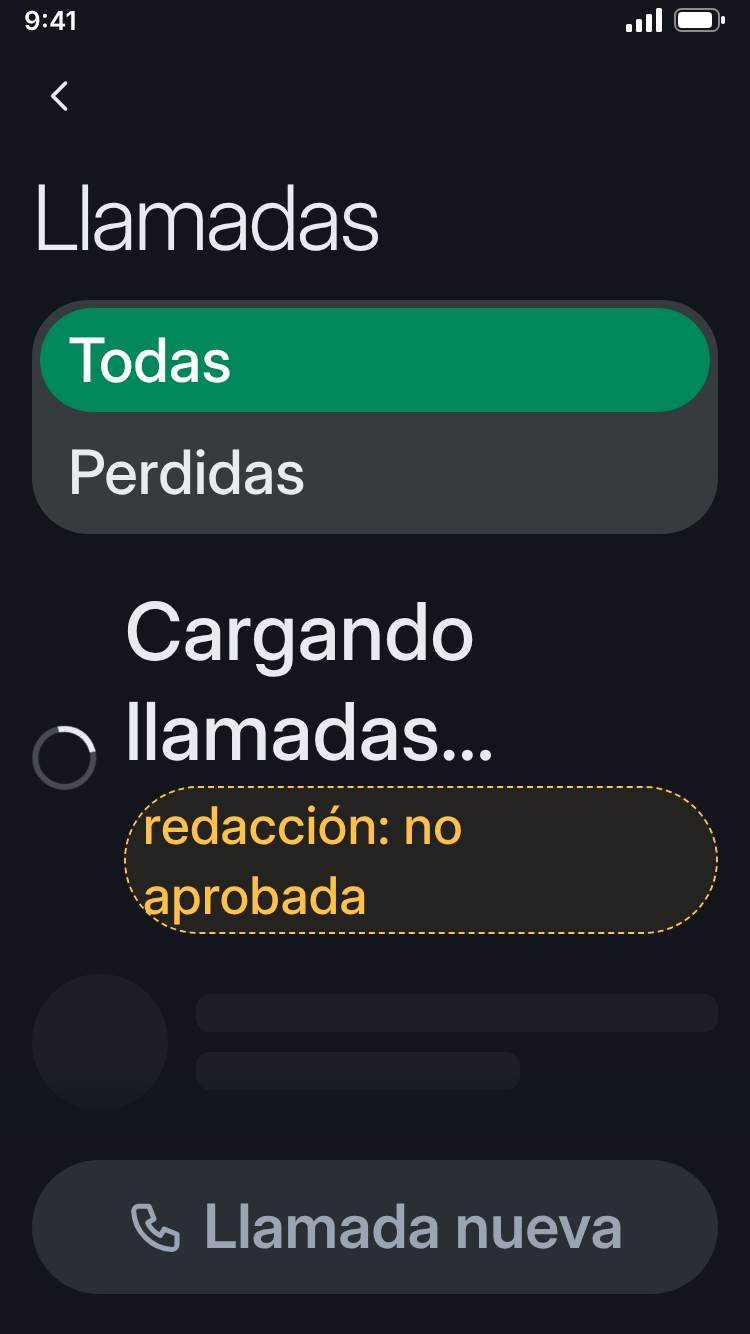 9:41
Llamadas
Todas
Perdidas
Cargando
llamadas...
redacción: no
aprobada
Llamada nueva